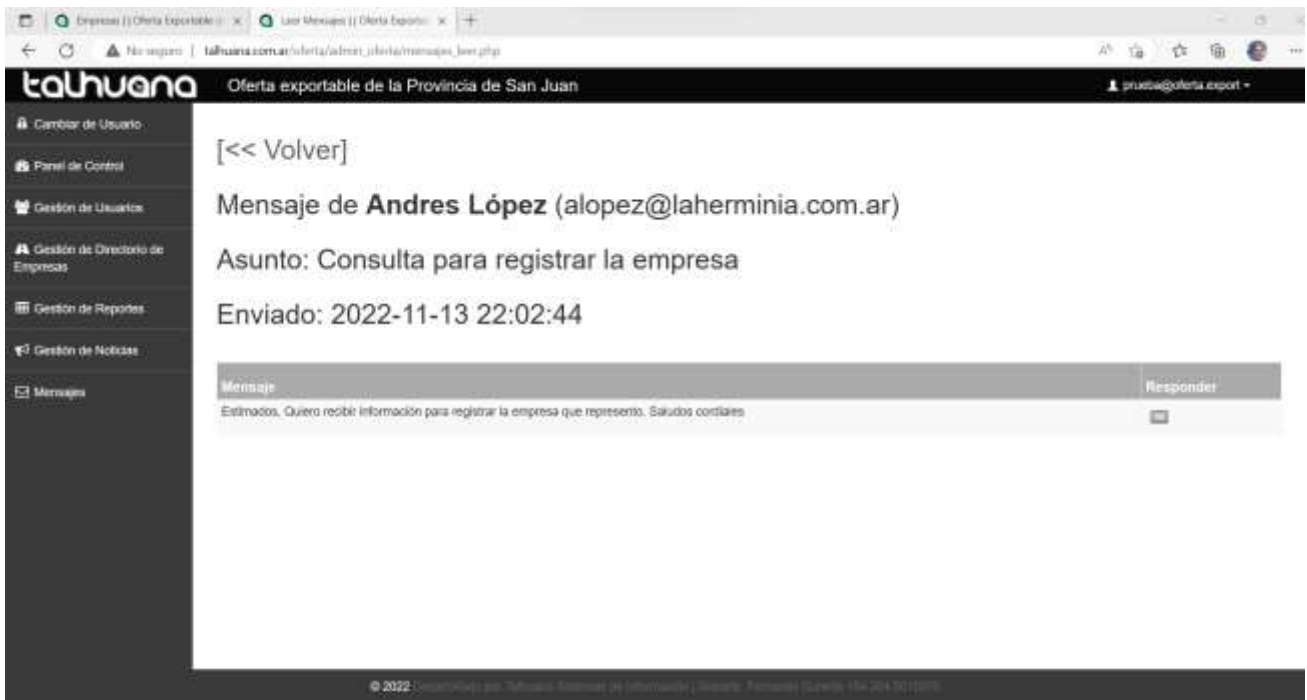 Empresas || Oferta Exportable
Leer Mensajes || Oferta Export
No seguro | talhuana.com.ar/oferta/admin_oferta/mensajes_leer.php
talhuana
Oferta exportable de la Provincia de San Juan
prueba@oferta.export
Cambiar de Usuario
Panel de Control
Gestión de Usuarios
Gestión de Directorio de
Empresas
Gestión de Reportes
Gestión de Noticias
Mensajes
[<< Volver]
Mensaje de Andres López (alopez@laherminia.com.ar)
Asunto: Consulta para registrar la empresa
Enviado: 2022-11-13 22:02:44
Mensaje
Responder
Estimados, Quiero recibir información para registrar la empresa que represento. Saludos cordiales
© 2022